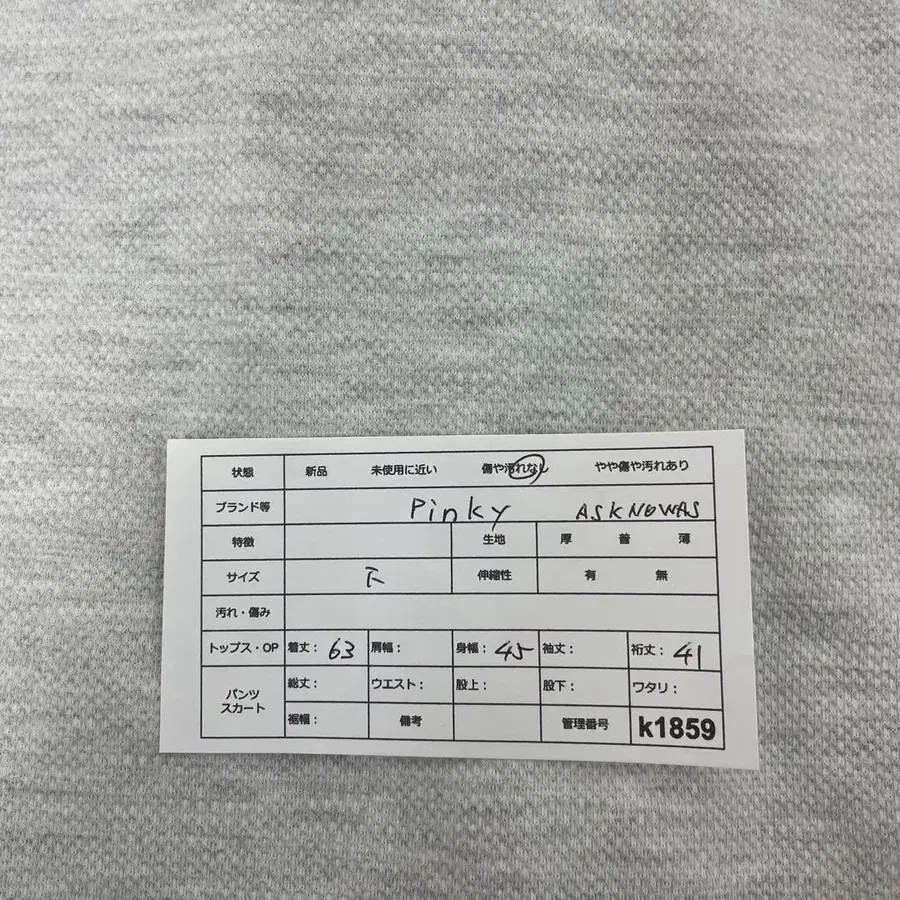 状態 新品 未使用に近い 傷や汚れなし やや傷や汚れあり
ブランド等 Pinky ASKNOWAS
特徴 生地 厚 普 薄
サイズ 下 伸縮性 有 無
汚れ・傷み
トップス・OP 着丈: 63 肩幅: 身幅: 45 袖丈: 裄丈: 41
パンツ スカート 総丈: ウエスト: 股上: 股下: ワタリ:
裾幅: 備考 管理番号 k1859